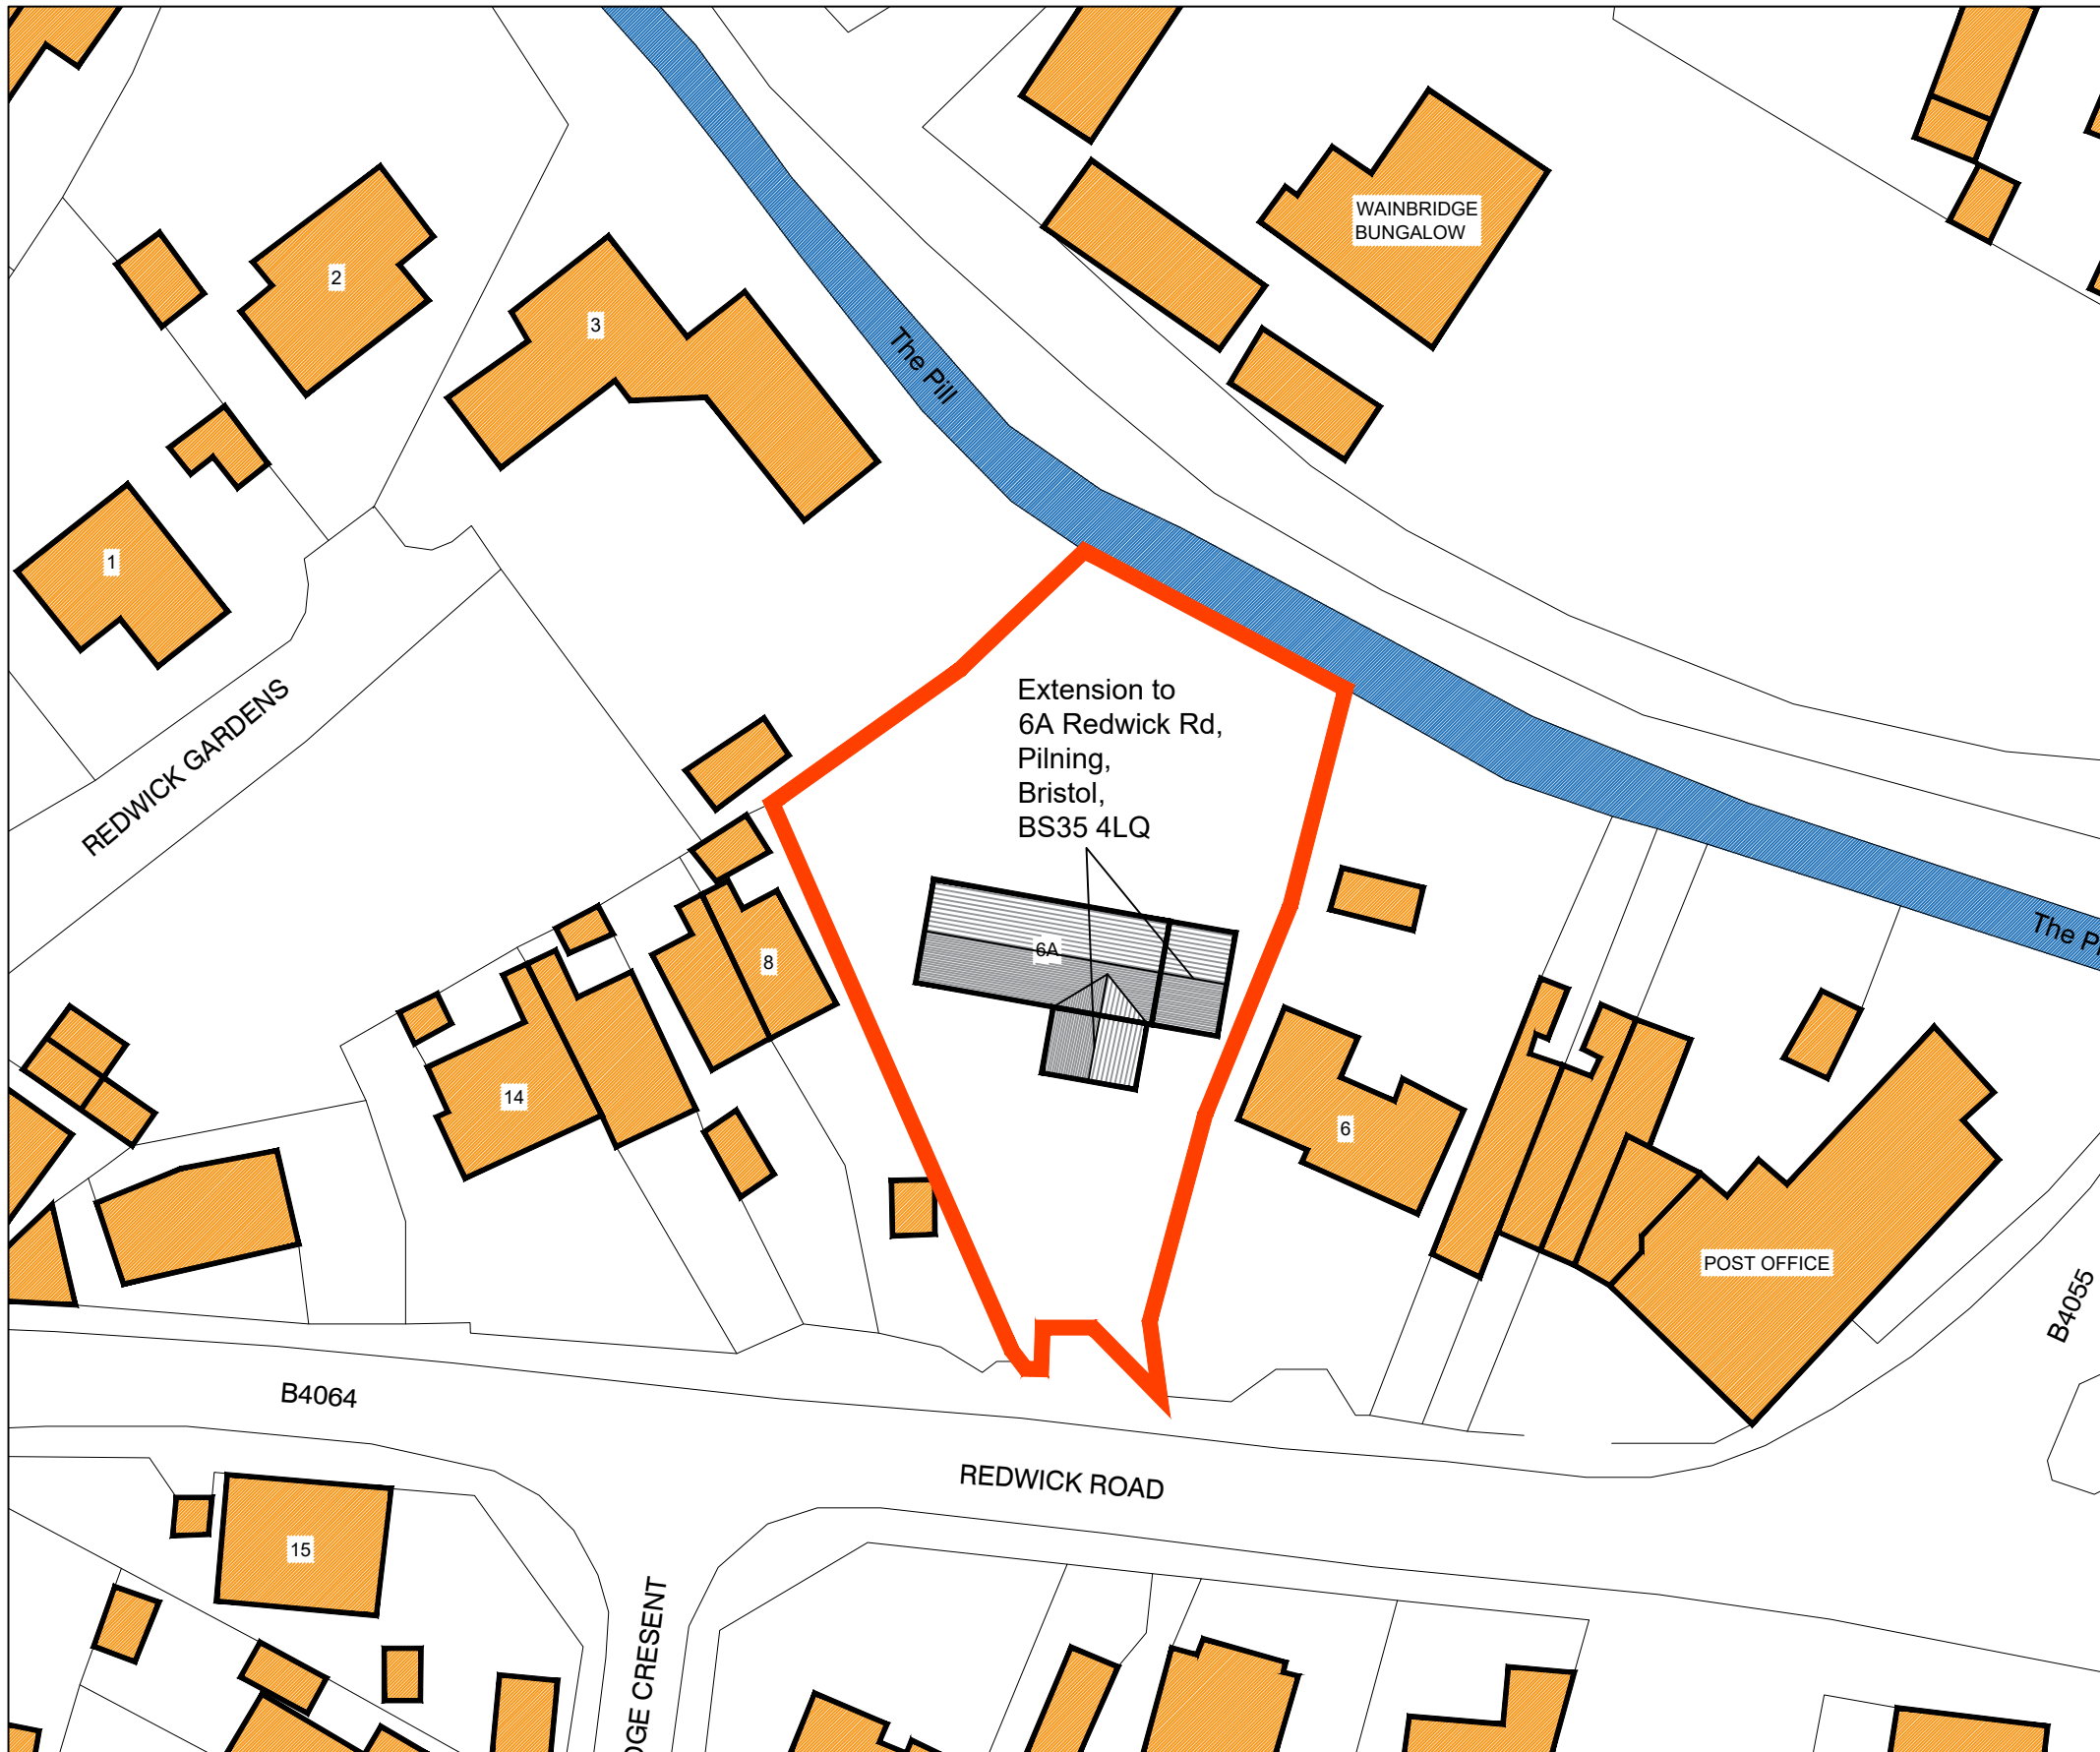 WAINBRIDGE
BUNGALOW
2
3
The Pill
1
REDWICK GARDENS
Extension to
6A Redwick Rd,
Pilning,
Bristol,
BS35 4LQ
The P
6A
8
14
6
POST OFFICE
B4055
B4064
REDWICK ROAD
15
DGE CRESENT